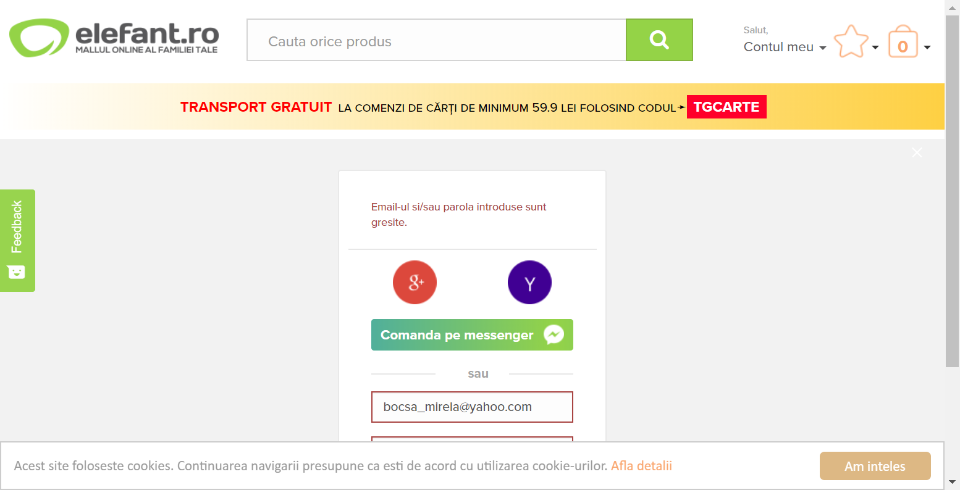 elefant.ro
MALLUL ONLINE AL FAMILIEI TALE
Cauta orice produs
Salut,
Contul meu
0
TRANSPORT GRATUIT LA COMENZI DE CĂRȚI DE MINIMUM 59.9 LEI FOLOSIND CODUL➛ TGCARTE
Feedback
Email-ul si/sau parola introduse sunt
gresite.
g+
Y
Comanda pe messenger
sau
bocsa_mirela@yahoo.com
Acest site foloseste cookies. Continuarea navigarii presupune ca esti de acord cu utilizarea cookie-urilor. Afla detalii
Am inteles